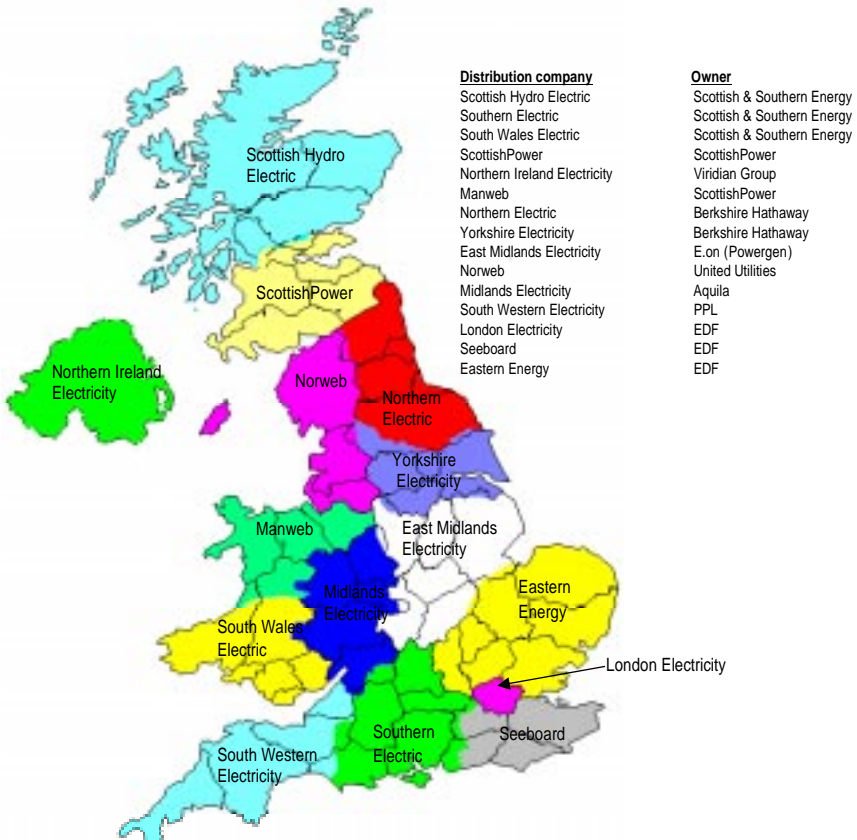 Distribution company Owner
Scottish Hydro Electric Scottish & Southern Energy
Southern Electric Scottish & Southern Energy
South Wales Electric Scottish & Southern Energy
ScottishPower ScottishPower
Northern Ireland Electricity Viridian Group
Manweb ScottishPower
Northern Electric Berkshire Hathaway
Yorkshire Electricity Berkshire Hathaway
East Midlands Electricity E.on (Powergen)
Norweb United Utilities
Midlands Electricity Aquila
South Western Electricity PPL
London Electricity EDF
Seeboard EDF
Eastern Energy EDF
Scottish Hydro
Electric
ScottishPower
Northern Ireland
Electricity
Norweb
Northern
Electric
Yorkshire
Electricity
Manweb
East Midlands
Electricity
Midlands
Electricity
Eastern
Energy
South Wales
Electric
London Electricity
Southern
Electric
Seeboard
South Western
Electricity